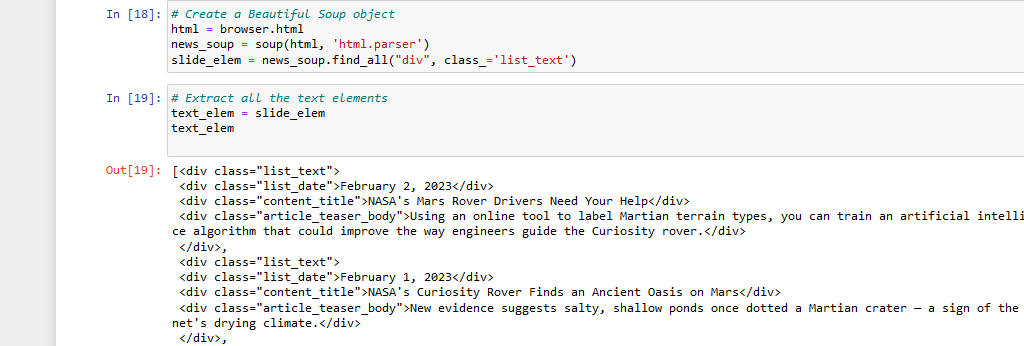 In [18]: # Create a Beautiful Soup object
html = browser.html
news_soup = soup(html, 'html.parser')
slide_elem = news_soup.find_all("div", class_='list_text')
In [19]: # Extract all the text elements
text_elem = slide_elem
text_elem
Out[19]: [<div class="list_text">
<div class="list_date">February 2, 2023</div>
<div class="content_title">NASA's Mars Rover Drivers Need Your Help</div>
<div class="article_teaser_body">Using an online tool to label Martian terrain types, you can train an artificial intelli
ce algorithm that could improve the way engineers guide the Curiosity rover.</div>
</div>,
<div class="list_text">
<div class="list_date">February 1, 2023</div>
<div class="content_title">NASA's Curiosity Rover Finds an Ancient Oasis on Mars</div>
<div class="article_teaser_body">New evidence suggests salty, shallow ponds once dotted a Martian crater — a sign of the
net's drying climate.</div>
</div>,